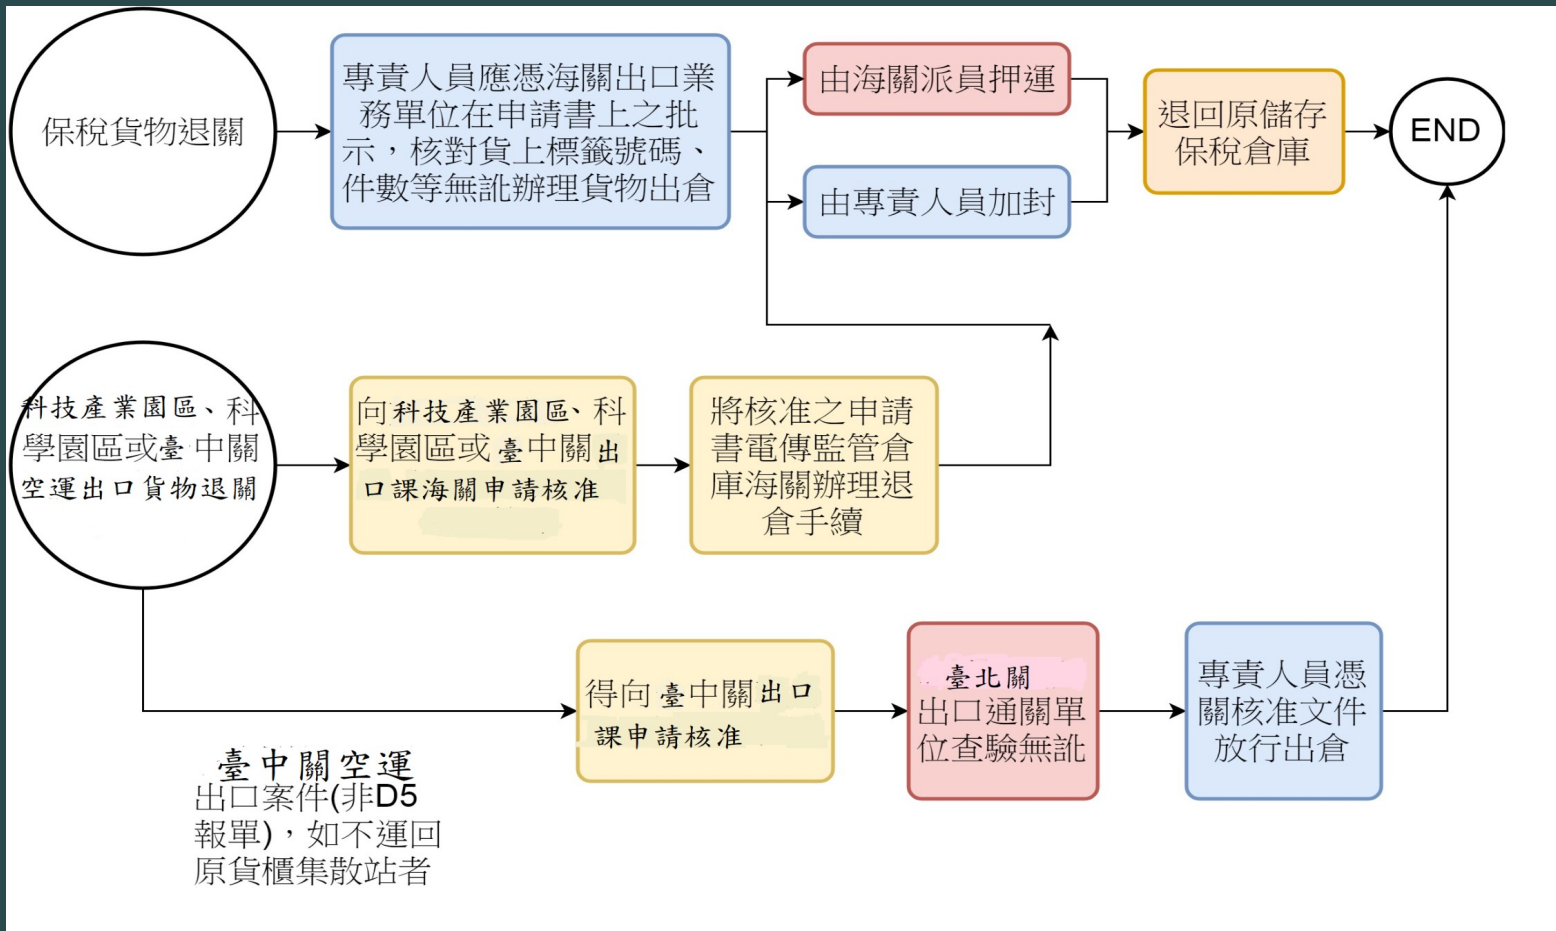 保稅貨物退關
專責人員應憑海關出口業
務單位在申請書上之批
示，核對貨上標籤號碼、
件數等無訛辦理貨物出倉
由海關派員押運
由專責人員加封
退回原儲存
保稅倉庫
END
科技產業園區、科
學園區或臺中關
空運出口貨物退關
向科技產業園區、科
學園區或臺中關出
口課海關申請核准
將核准之申請
書電傳監管倉
庫海關辦理退
倉手續
臺中關空運
出口案件(非D5
報單)，如不運回
原貨櫃集散站者
得向臺中關出口
課申請核准
臺北關
出口通關單
位查驗無訛
專責人員憑
關核准文件
放行出倉